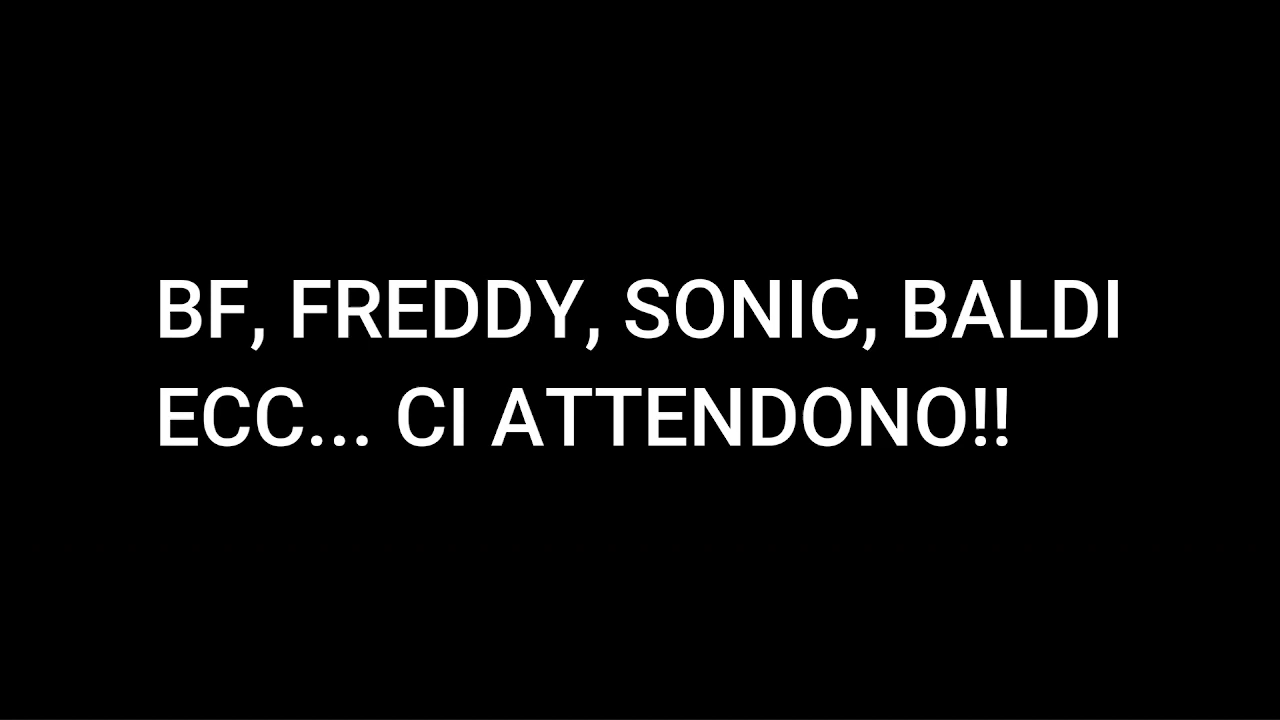 BF, FREDDY, SONIC, BALDI
ECC... CI ATTENDONO!!